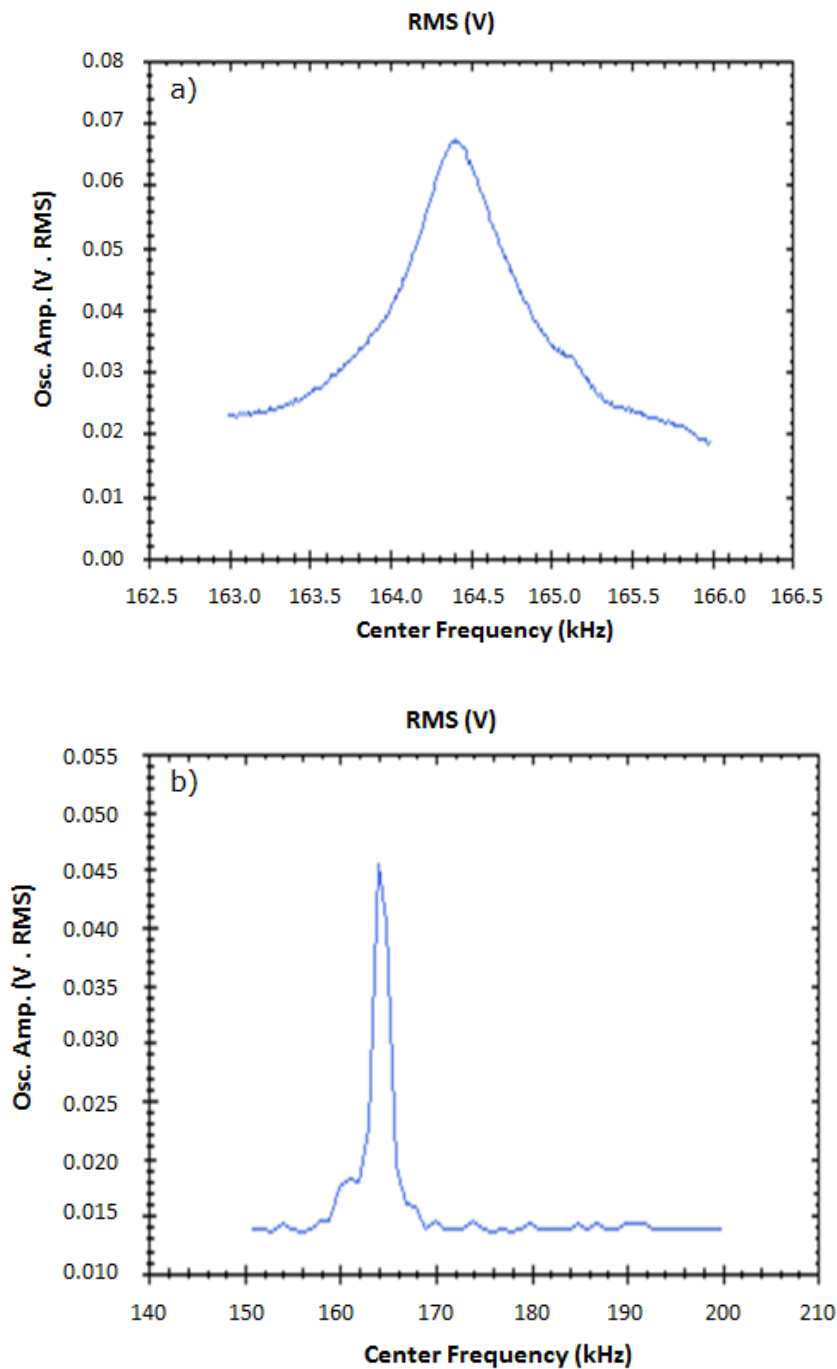 RMS (V)
a)
0.08
0.07
0.06
0.05
0.04
0.03
0.02
0.01
0.00
Osc. Amp. (V . RMS)
162.5 163.0 163.5 164.0 164.5 165.0 165.5 166.0 166.5
Center Frequency (kHz)
RMS (V)
b)
0.055
0.050
0.045
0.040
0.035
0.030
0.025
0.020
0.015
0.010
Osc. Amp. (V . RMS)
140 150 160 170 180 190 200 210
Center Frequency (kHz)